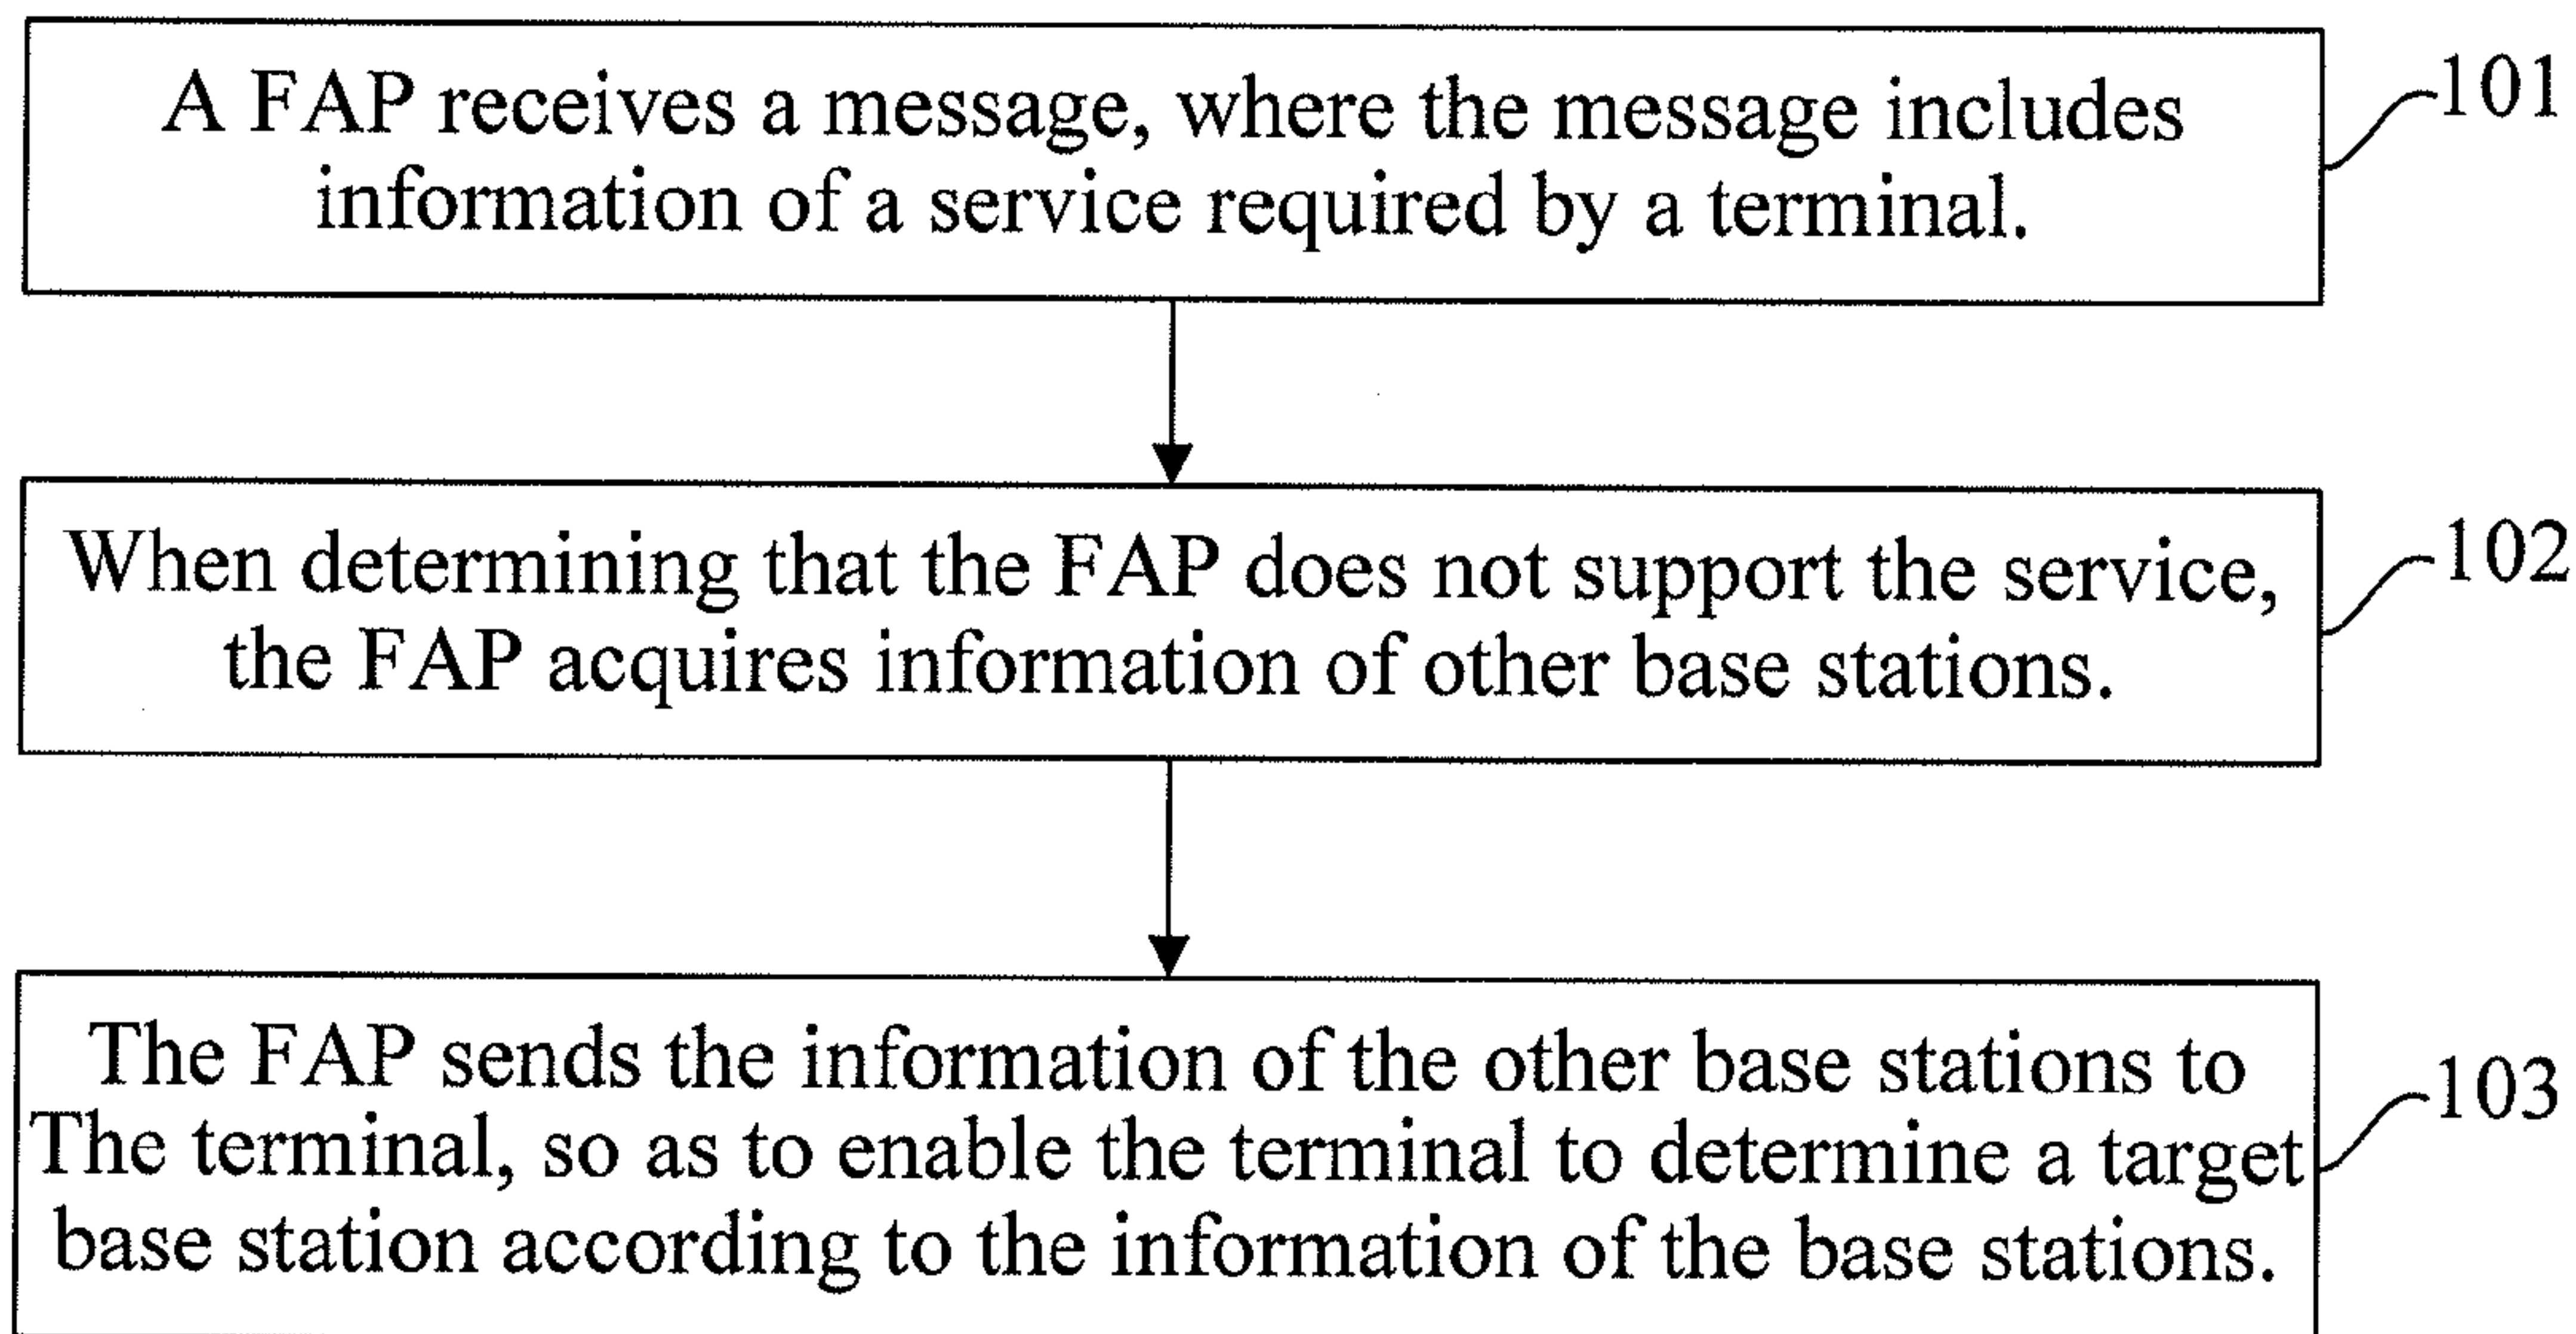 A FAP receives a message, where the message includes
information of a service required by a terminal.
101
When determining that the FAP does not support the service,
the FAP acquires information of other base stations.
102
The FAP sends the information of the other base stations to
The terminal, so as to enable the terminal to determine a target
base station according to the information of the base stations.
103